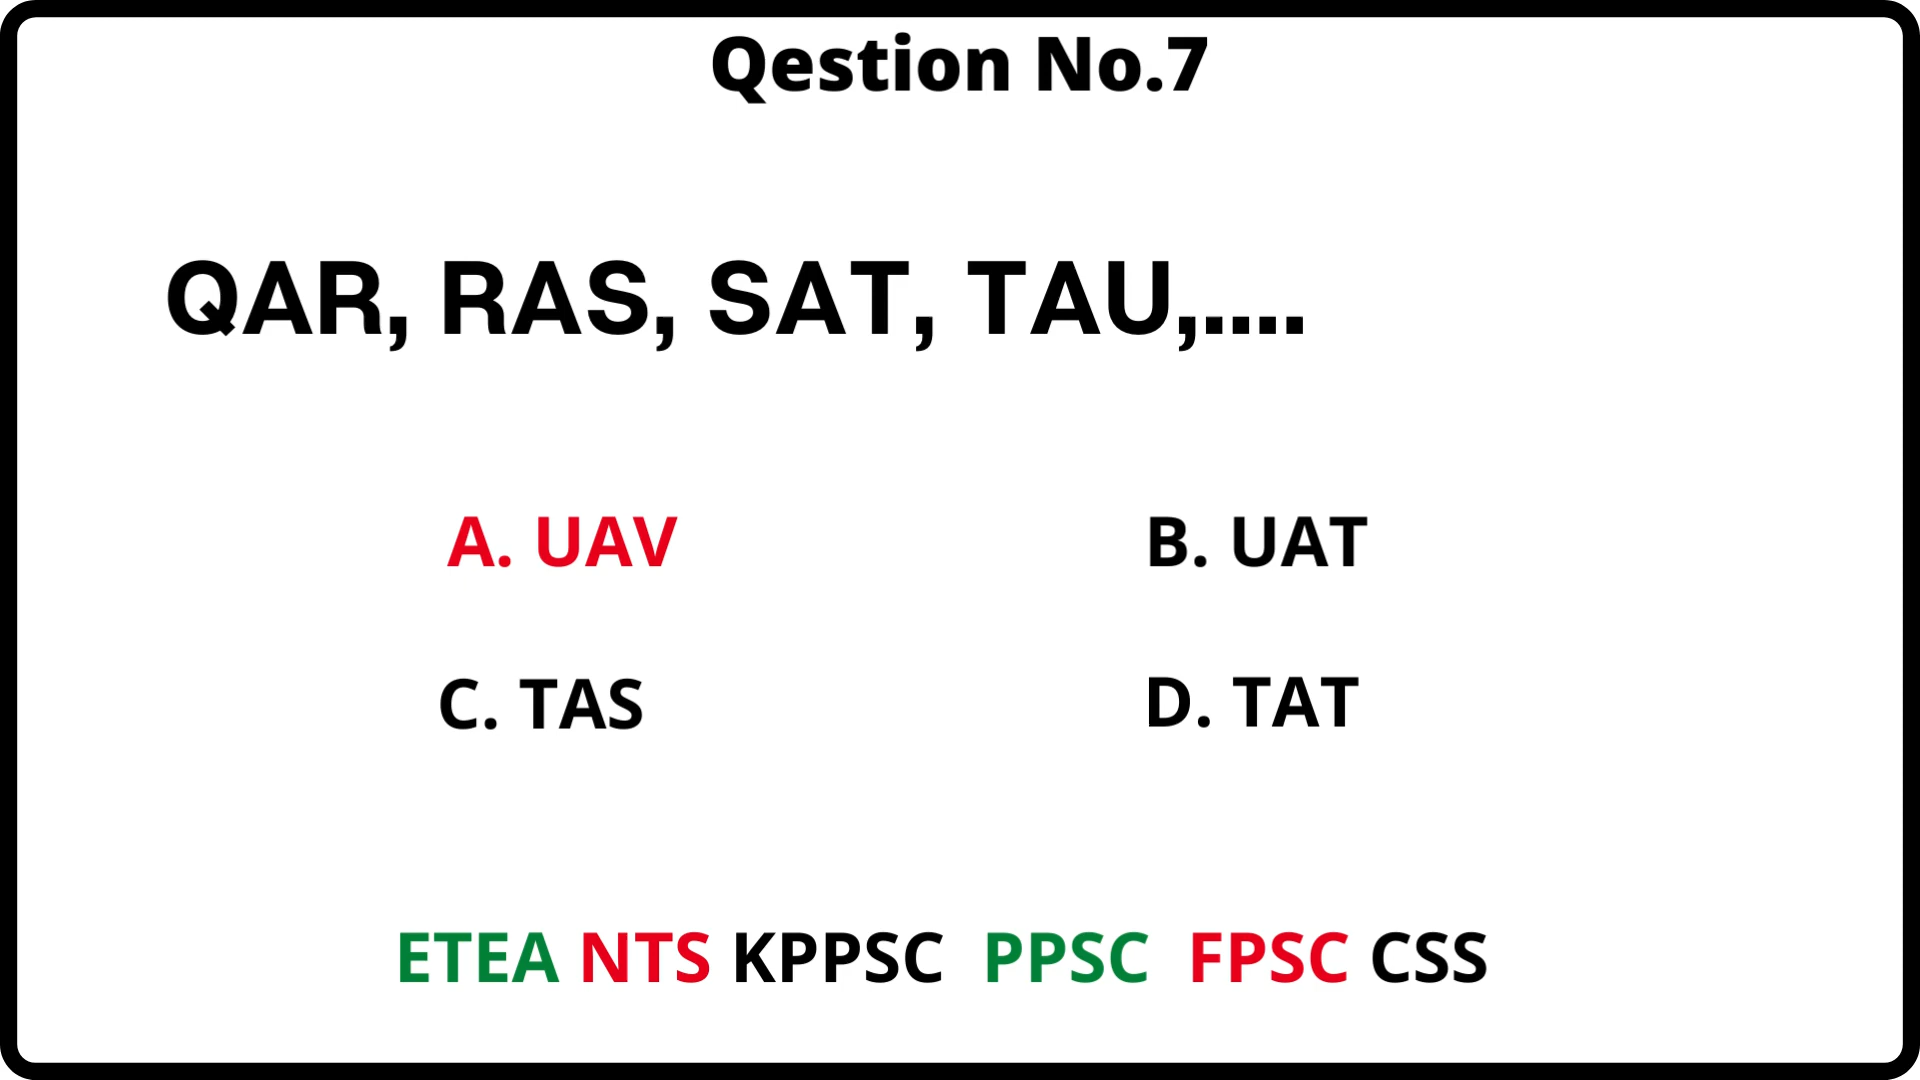 Qestion No.7
QAR, RAS, SAT, TAU,....
A. UAV B. UAT
C. TAS D. TAT
ETEA NTS KPPSC PPSC FPSC CSS